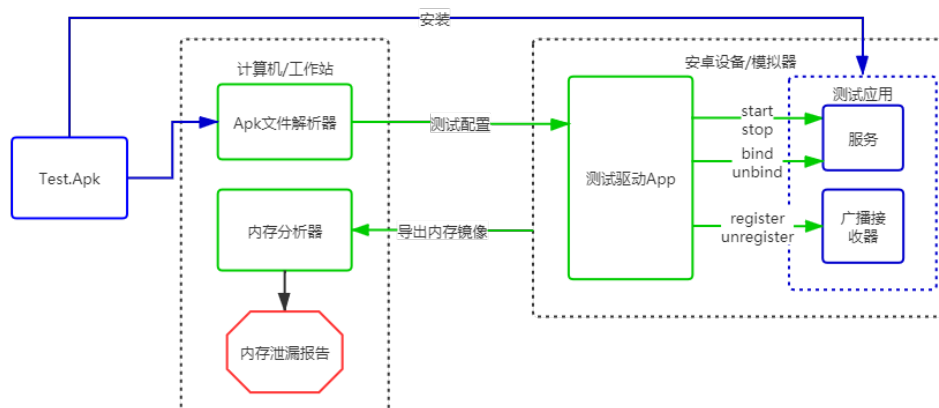 安装
计算机/工作站
安卓设备/模拟器
测试应用
Apk文件解析器
测试配置
start
stop
服务
bind
unbind
Test.Apk
测试驱动App
内存分析器
导出内存镜像
register
unregister
广播接
收器
内存泄漏报告